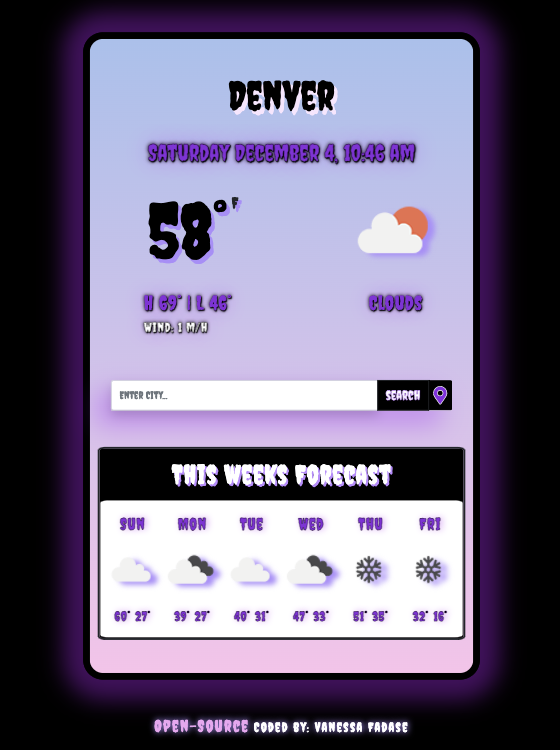 DENVER
SATURDAY DECEMBER 4, 10:46 AM
58°F
H 69° | L 46°
CLOUDS
WIND: 1 M/H
ENTER CITY...
SEARCH
THIS WEEKS FORECAST
SUN MON TUE WED THU FRI
60° 27° 39° 27° 40° 31° 47° 33° 51° 35° 32° 16°
OPEN-SOURCE CODED BY: VANESSA FADASE